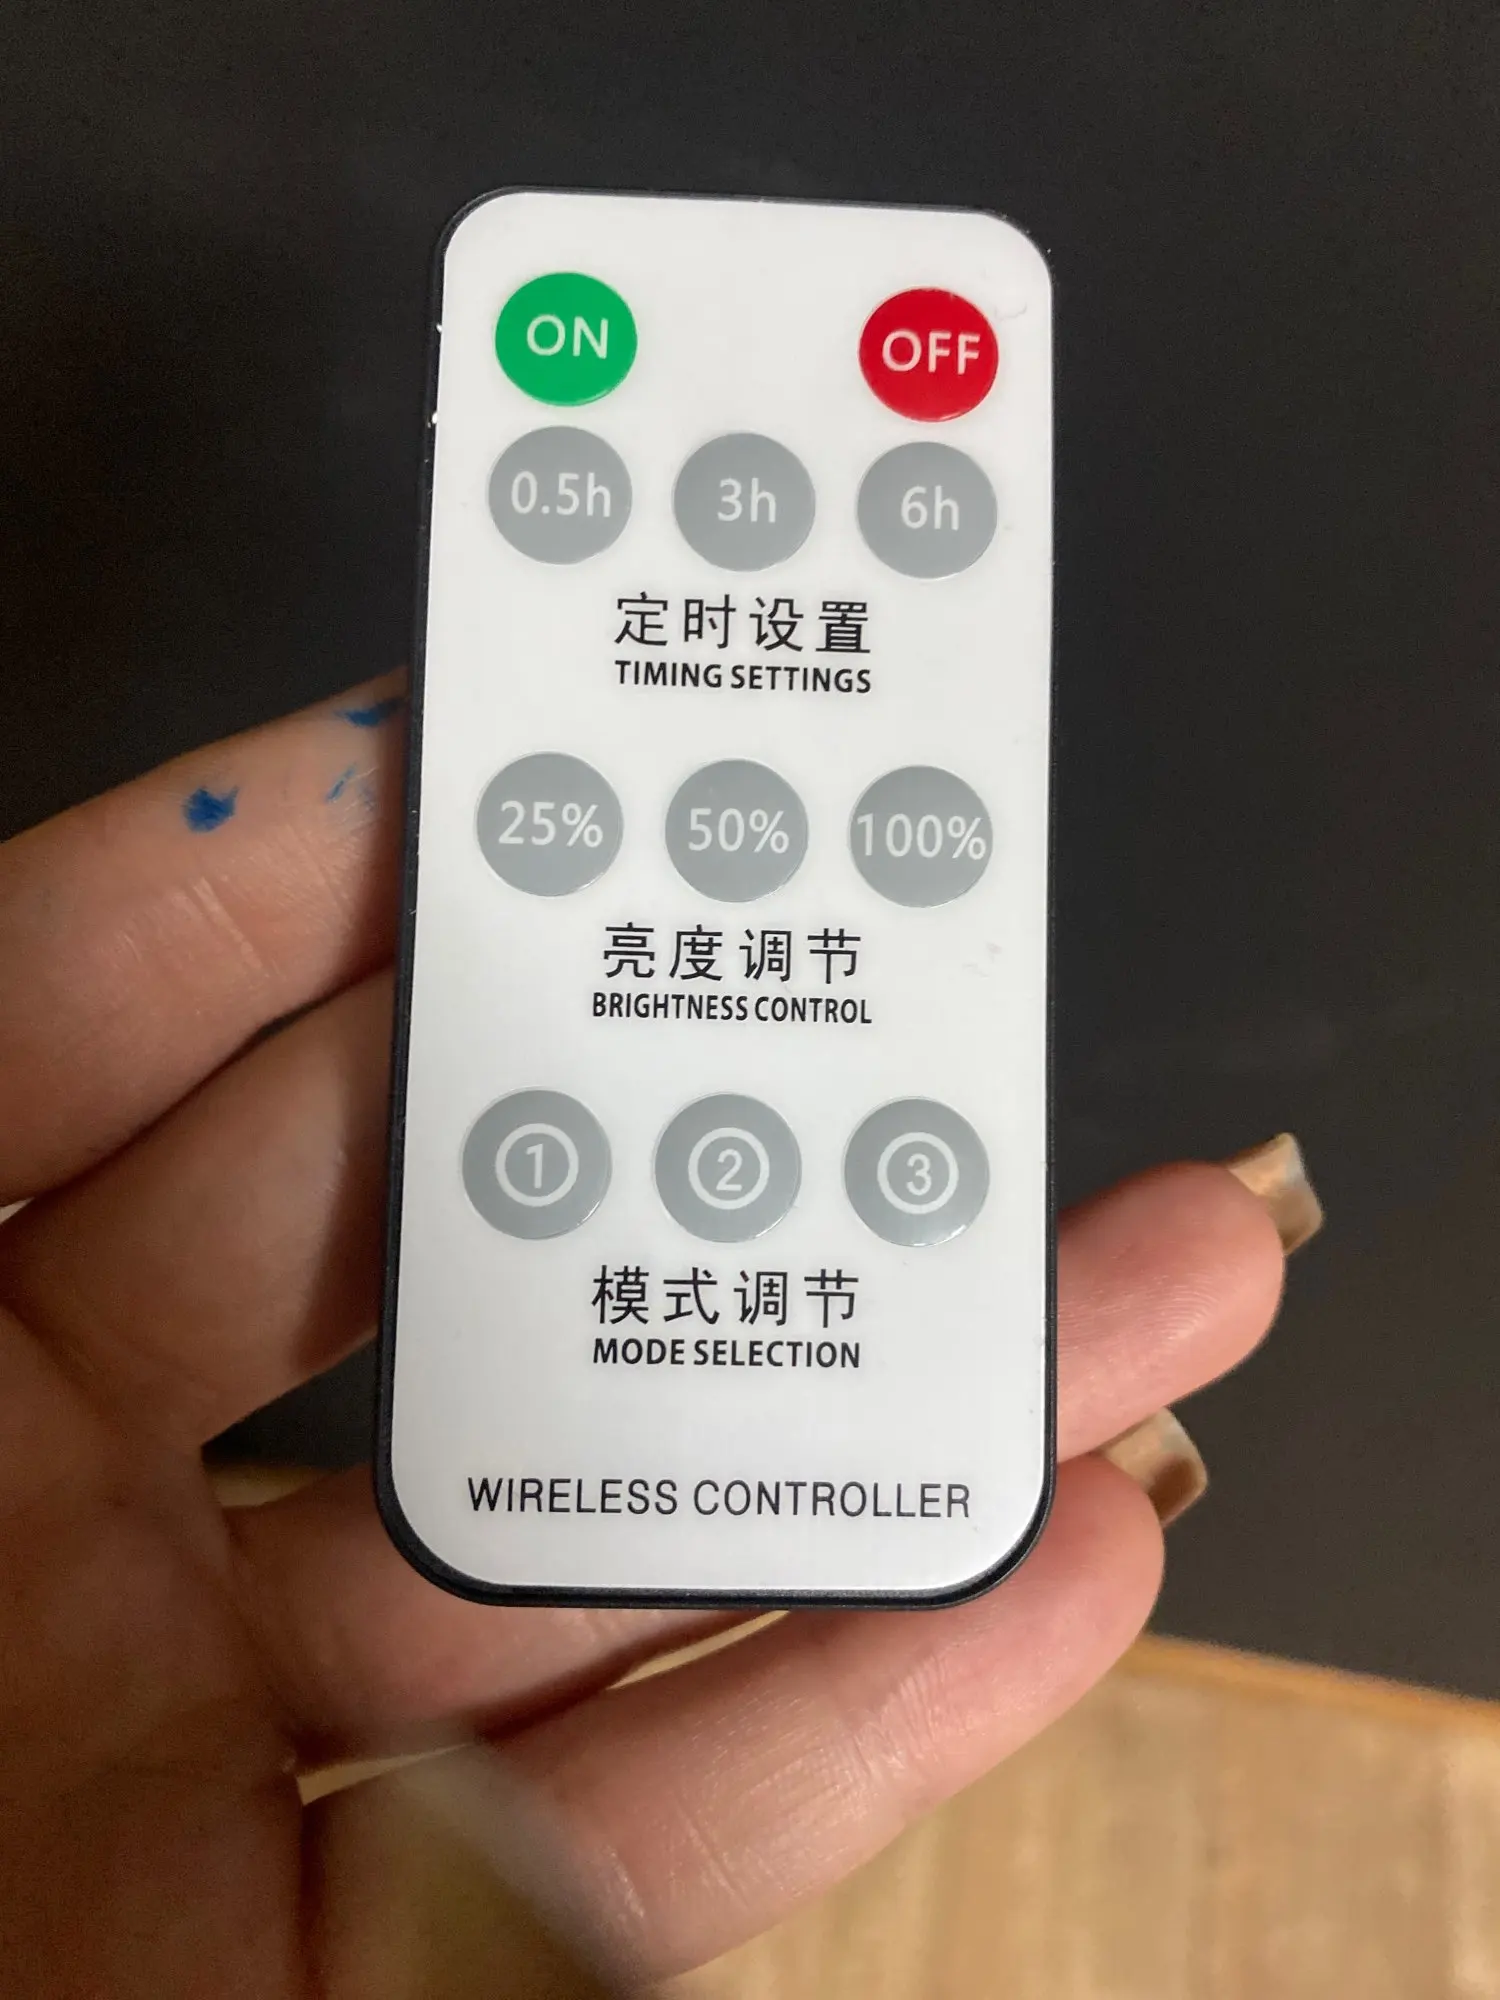 ON OFF
0.5h 3h 6h
定时设置
TIMING SETTINGS
25% 50% 100%
亮度调节
BRIGHTNESS CONTROL
1 2 3
模式调节
MODE SELECTION
WIRELESS CONTROLLER